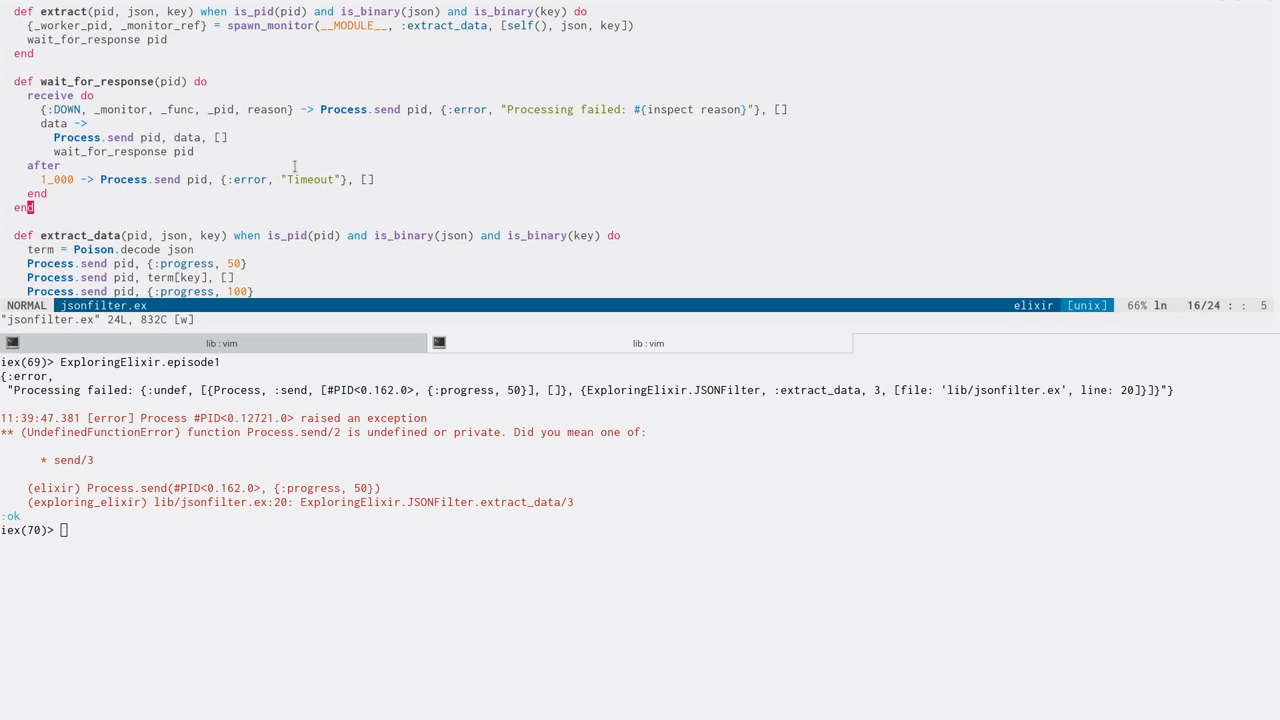 def extract(pid, json, key) when is_pid(pid) and is_binary(json) and is_binary(key) do
{_worker_pid, _monitor_ref} = spawn_monitor(__MODULE__, :extract_data, [self(), json, key])
wait_for_response pid
end
def wait_for_response(pid) do
receive do
{:DOWN, _monitor, _func, _pid, reason} -> Process.send pid, {:error, "Processing failed: #{inspect reason}"}, []
data ->
Process.send pid, data, []
wait_for_response pid
after
1_000 -> Process.send pid, {:error, "Timeout"}, []
end
end
def extract_data(pid, json, key) when is_pid(pid) and is_binary(json) and is_binary(key) do
term = Poison.decode json
Process.send pid, {:progress, 50}
Process.send pid, term[key], []
Process.send pid, {:progress, 100}
NORMAL jsonfilter.ex elixir [unix] 66% ln 16/24 : : 5
"jsonfilter.ex" 24L, 832C [w]
lib : vim lib : vim
iex(69)> ExploringElixir.episode1
{:error,
"Processing failed: {:undef, [{Process, :send, [#PID<0.162.0>, {:progress, 50}], []}, {ExploringElixir.JSONFilter, :extract_data, 3, [file: 'lib/jsonfilter.ex', line: 20]}]}"}
11:39:47.381 [error] Process #PID<0.12721.0> raised an exception
** (UndefinedFunctionError) function Process.send/2 is undefined or private. Did you mean one of:
* send/3
(elixir) Process.send(#PID<0.162.0>, {:progress, 50})
(exploring_elixir) lib/jsonfilter.ex:20: ExploringElixir.JSONFilter.extract_data/3
:ok
iex(70)>